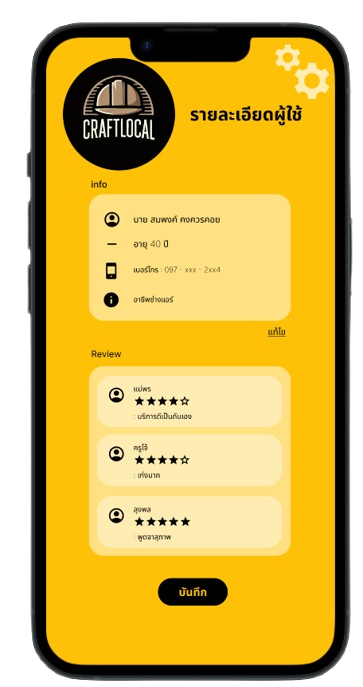 CRAFTLOCAL
รายละเอียดผู้ใช้
info
นาย สมพงค์ คงควรคอย
อายุ 40 ปี
เบอร์โทร : 097 - xxx - 2xx4
อาชีพช่างแอร์
แก้ไข
Review
แม่พร
: บริการดีเป็นกันเอง
ครูโจ้
: เก่งมาก
ลุงพล
: พูดจาสุภาพ
บันทึก